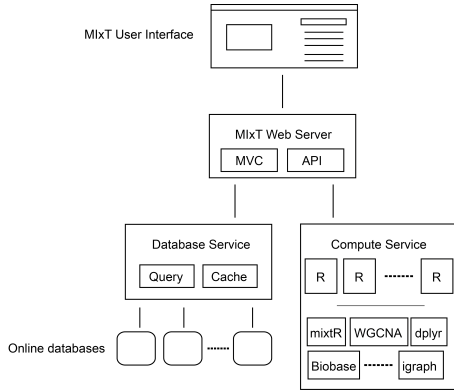 MIxT User Interface
MIxT Web Server
MVC API
Database Service
Query Cache
Online databases
Compute Service
R R R
mixtR WGCNA dplyr
Biobase igraph